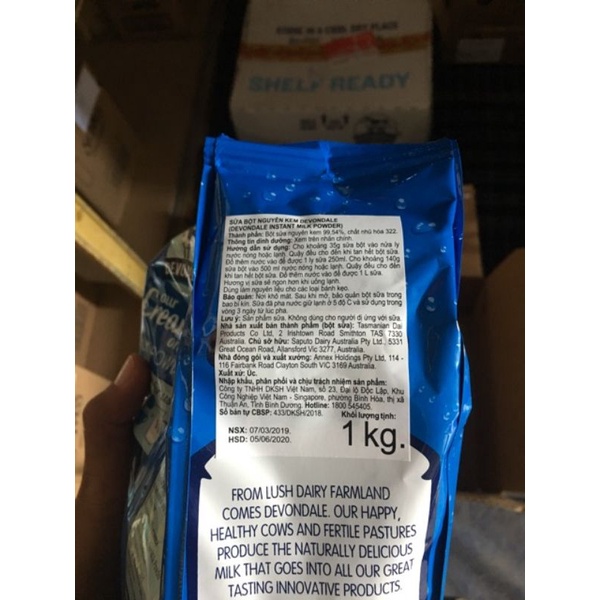 STORE IN A COOL DRY PLACE
SHELF READY
SỮA BỘT NGUYÊN KEM DEVONDALE
(DEVONDALE INSTANT MILK POWDER)
Thành phần: Bột sữa nguyên kem 99.54%, chất nhũ hóa 322.
Thông tin dinh dưỡng: Xem trên nhãn chính.
Hướng dẫn sử dụng: Cho khoảng 35g sữa bột vào nửa ly
nước nóng hoặc lạnh. Quậy đều cho đến khi tan hết bột sữa.
Đổ thêm nước vào để được 1 ly sữa 250ml. Cho khoảng 140g
sữa bột vào 500 ml nước nóng hoặc lạnh. Quậy đều cho đến
khi tan hết bột sữa. Đổ thêm nước vào để được 1 L sữa.
Hương vị sữa sẽ ngon hơn khi uống lạnh.
Dùng làm nguyên liệu cho các loại bánh kẹo.
Bảo quản: Nơi khô mát. Sau khi mở, bảo quản bột sữa trong
bao bì kín. Sữa đã pha nước giữ lạnh ở 5 độ C và sử dụng trong
vòng 3 ngày từ lúc pha.
Lưu ý: Sản phẩm sữa. Không dùng cho người dị ứng với sữa.
Nhà sản xuất bán thành phẩm (bột sữa): Tasmanian Dai
Products Co Ltd, 2 Irishtown Road Smithton TAS 7330
Australia. Chủ sở hữu: Saputo Dairy Australia Pty Ltd., 5331
Great Ocean Road, Allansford Vic 3277, Australia.
Nhà đóng gói và xuất xưởng: Annex Holdings Pty Ltd, 114 -
116 Fairbank Road Clayton South VIC 3169 Australia.
Xuất xứ: Úc.
Nhập khẩu, phân phối và chịu trách nhiệm sản phẩm:
Công ty TNHH DKSH Việt Nam, số 23, Đại lộ Độc Lập, Khu
Công Nghiệp Việt Nam - Singapore, phường Bình Hòa, thị xã
Thuận An, Tỉnh Bình Dương. Hotline: 1800 545405.
Số bản tự CBSP: 433/DKSH/2018.
Khối lượng tịnh:
NSX: 07/03/2019.
HSD: 05/06/2020.
1 kg.
FROM LUSH DAIRY FARMLAND
COMES DEVONDALE. OUR HAPPY,
HEALTHY COWS AND FERTILE PASTURES
PRODUCE THE NATURALLY DELICIOUS
MILK THAT GOES INTO ALL OUR GREAT
TASTING INNOVATIVE PRODUCTS.